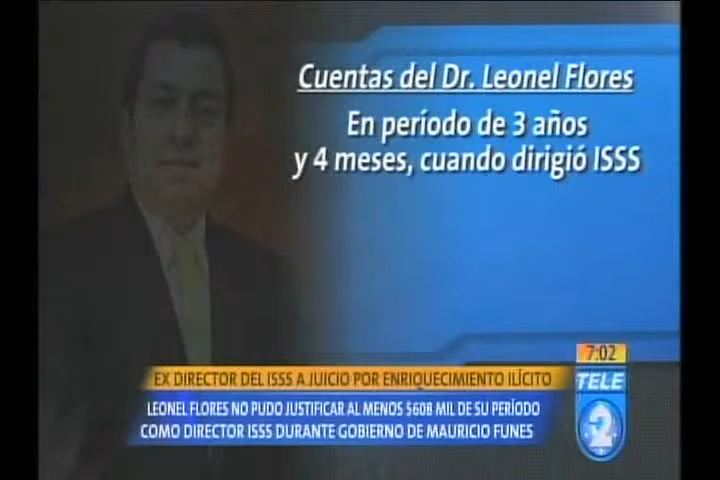 Cuentas del Dr. Leonel Flores
En período de 3 años
y 4 meses, cuando dirigió ISSS
7:02
EX DIRECTOR DEL ISSS A JUICIO POR ENRIQUECIMIENTO ILÍCITO
TELE
2
LEONEL FLORES NO PUDO JUSTIFICAR AL MENOS $608 MIL DE SU PERÍODO
COMO DIRECTOR ISSS DURANTE GOBIERNO DE MAURICIO FUNES